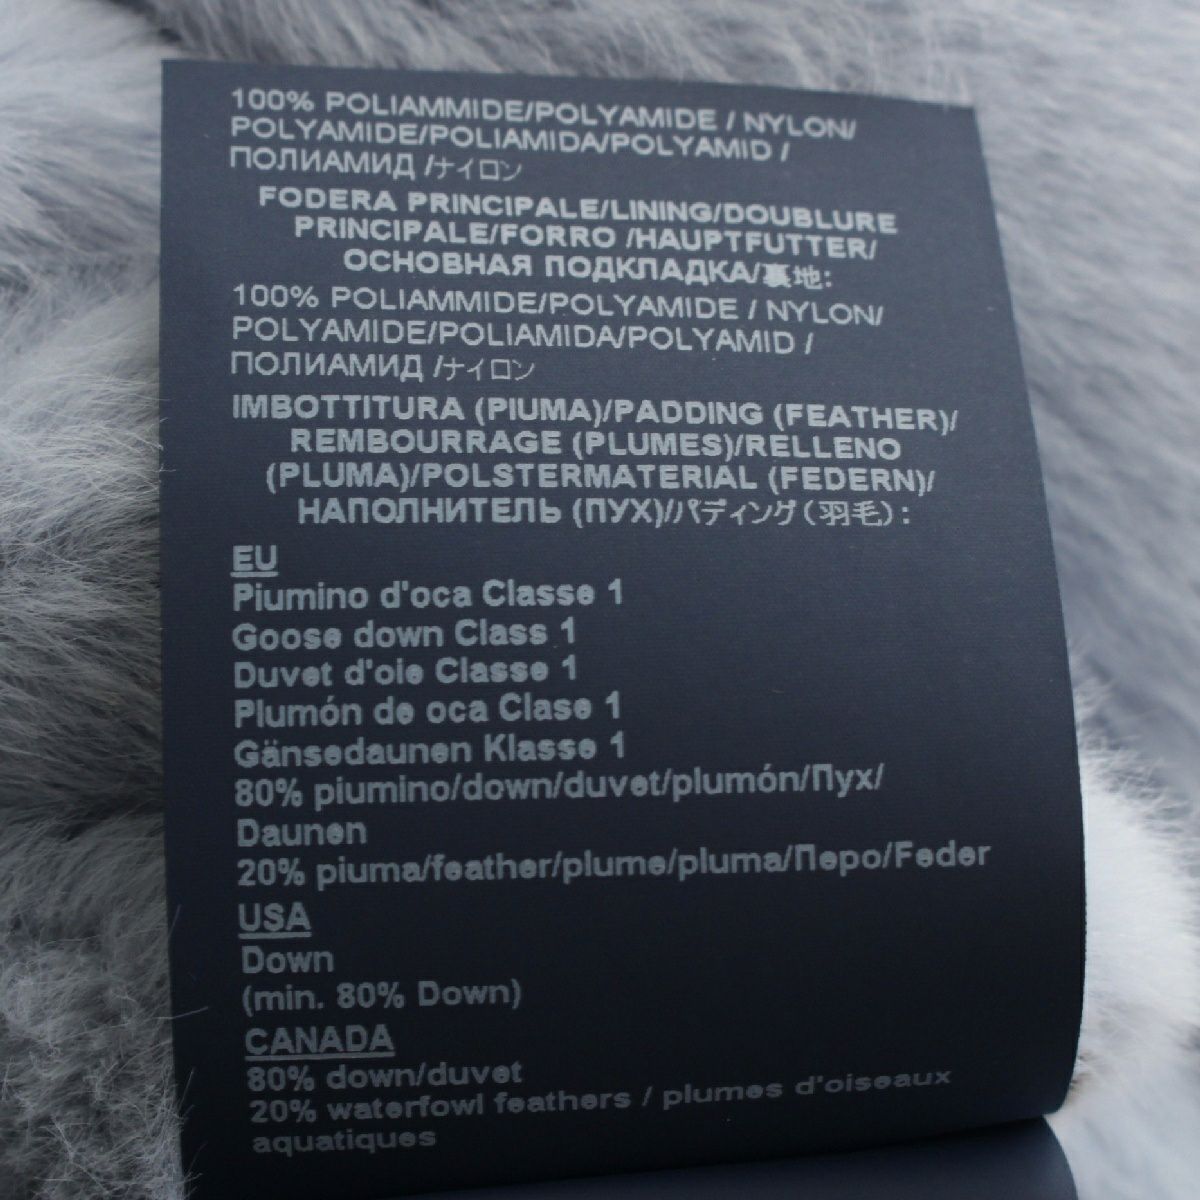 100% POLIAMMIDE/POLYAMIDE / NYLON/
POLYAMIDE/POLIAMIDA/POLYAMID /
ПОЛИАМИД /ナイロン
FODERA PRINCIPALE/LINING/DOUBLURE
PRINCIPALE/FORRO /HAUPTFUTTER/
ОСНОВНАЯ ПОДКЛАДКА/裏地:
100% POLIAMMIDE/POLYAMIDE / NYLON/
POLYAMIDE/POLIAMIDA/POLYAMID /
ПОЛИАМИД /ナイロン
IMBOTTITURA (PIUMA)/PADDING (FEATHER)/
REMBOURRAGE (PLUMES)/RELLENO
(PLUMA)/POLSTERMATERIAL (FEDERN)/
НАПОЛНИТЕЛЬ (ПУХ)/パディング(羽毛):
EU
Piumino d'oca Classe 1
Goose down Class 1
Duvet d'oie Classe 1
Plumón de oca Clase 1
Gänsedaunen Klasse 1
80% piumino/down/duvet/plumón/Пух/
Daunen
20% piuma/feather/plume/pluma/Перо/Feder
USA
Down
(min. 80% Down)
CANADA
80% down/duvet
20% waterfowl feathers / plumes d'oiseaux
aquatiques